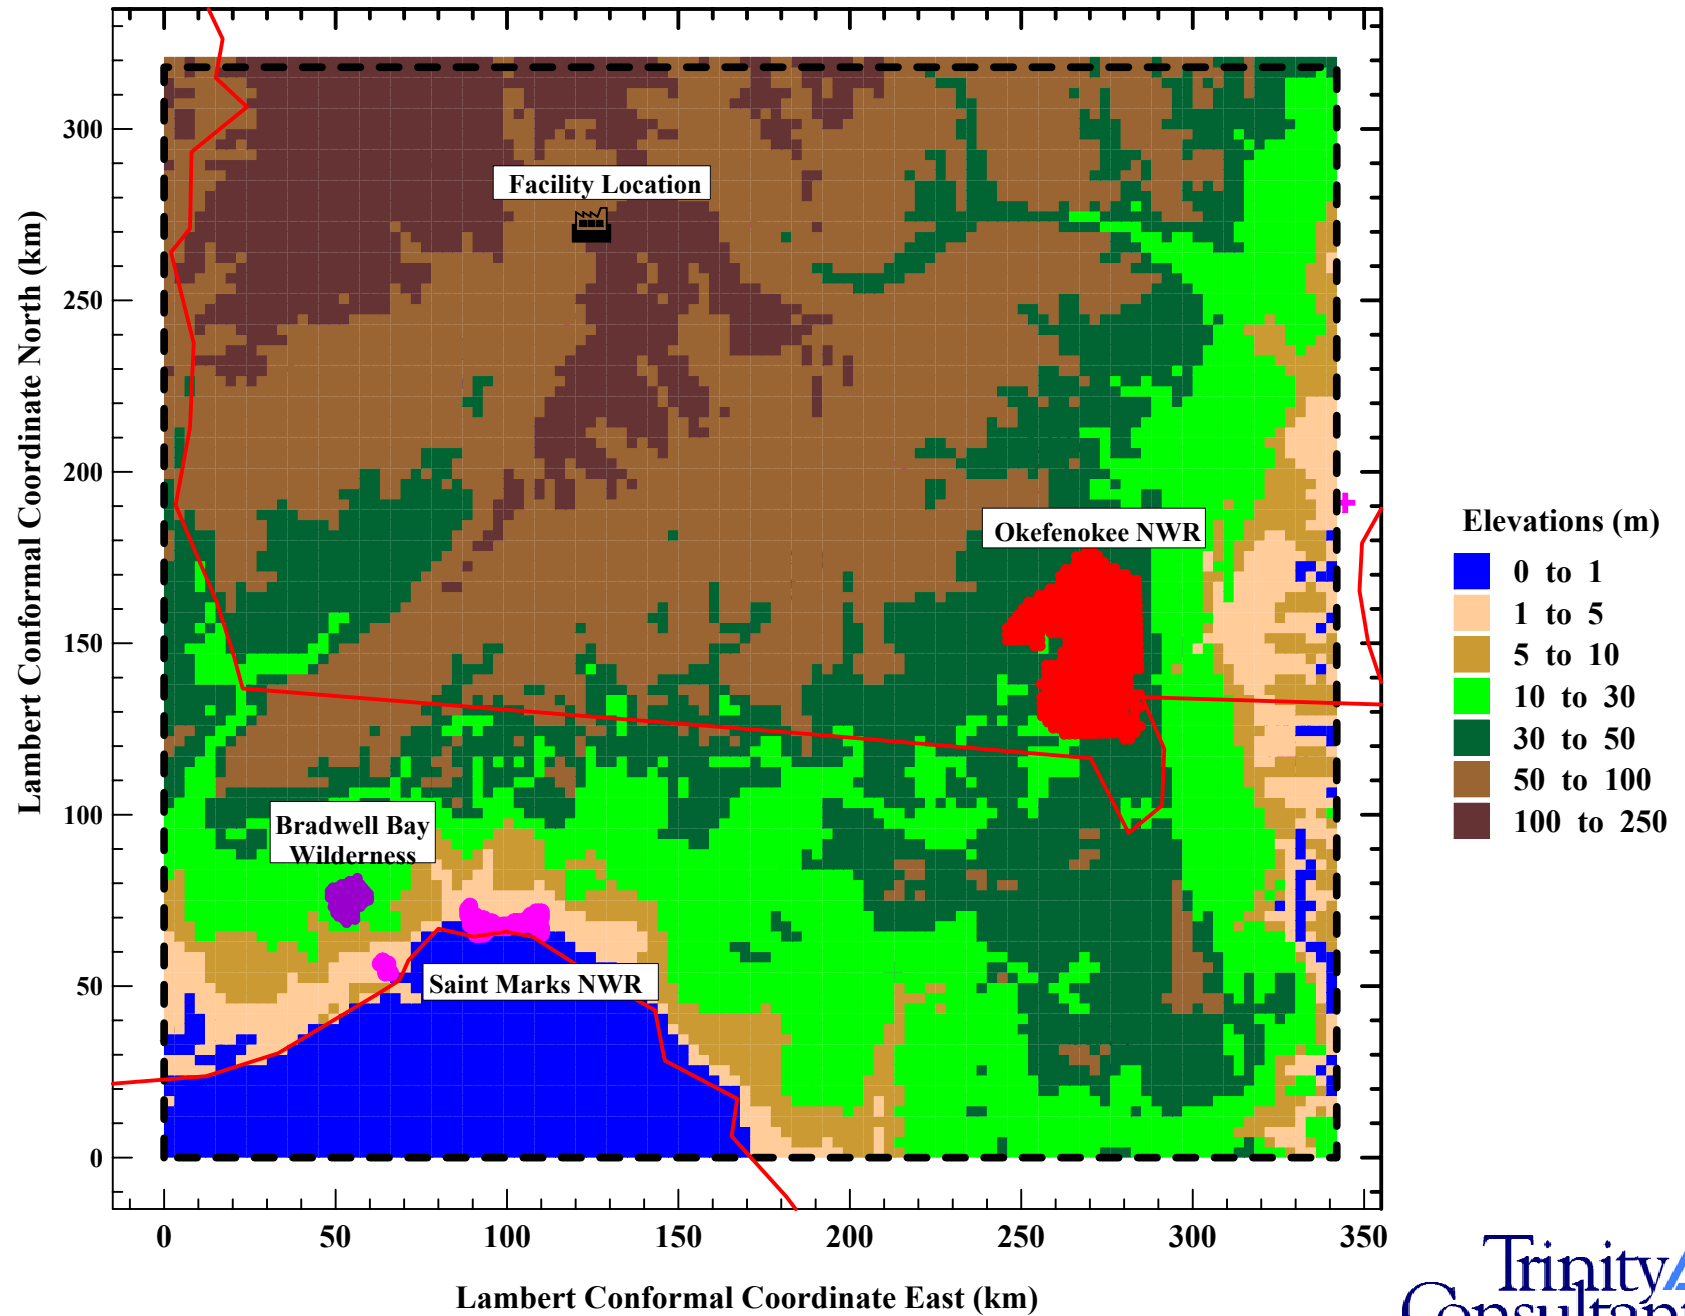 Facility Location
Okefenokee NWR
Bradwell Bay
Wilderness
Saint Marks NWR
300
250
200
150
100
50
0
0 50 100 150 200 250 300 350
Lambert Conformal Coordinate North (km)
Lambert Conformal Coordinate East (km)
Elevations (m)
0 to 1
1 to 5
5 to 10
10 to 30
30 to 50
50 to 100
100 to 250
Trinity